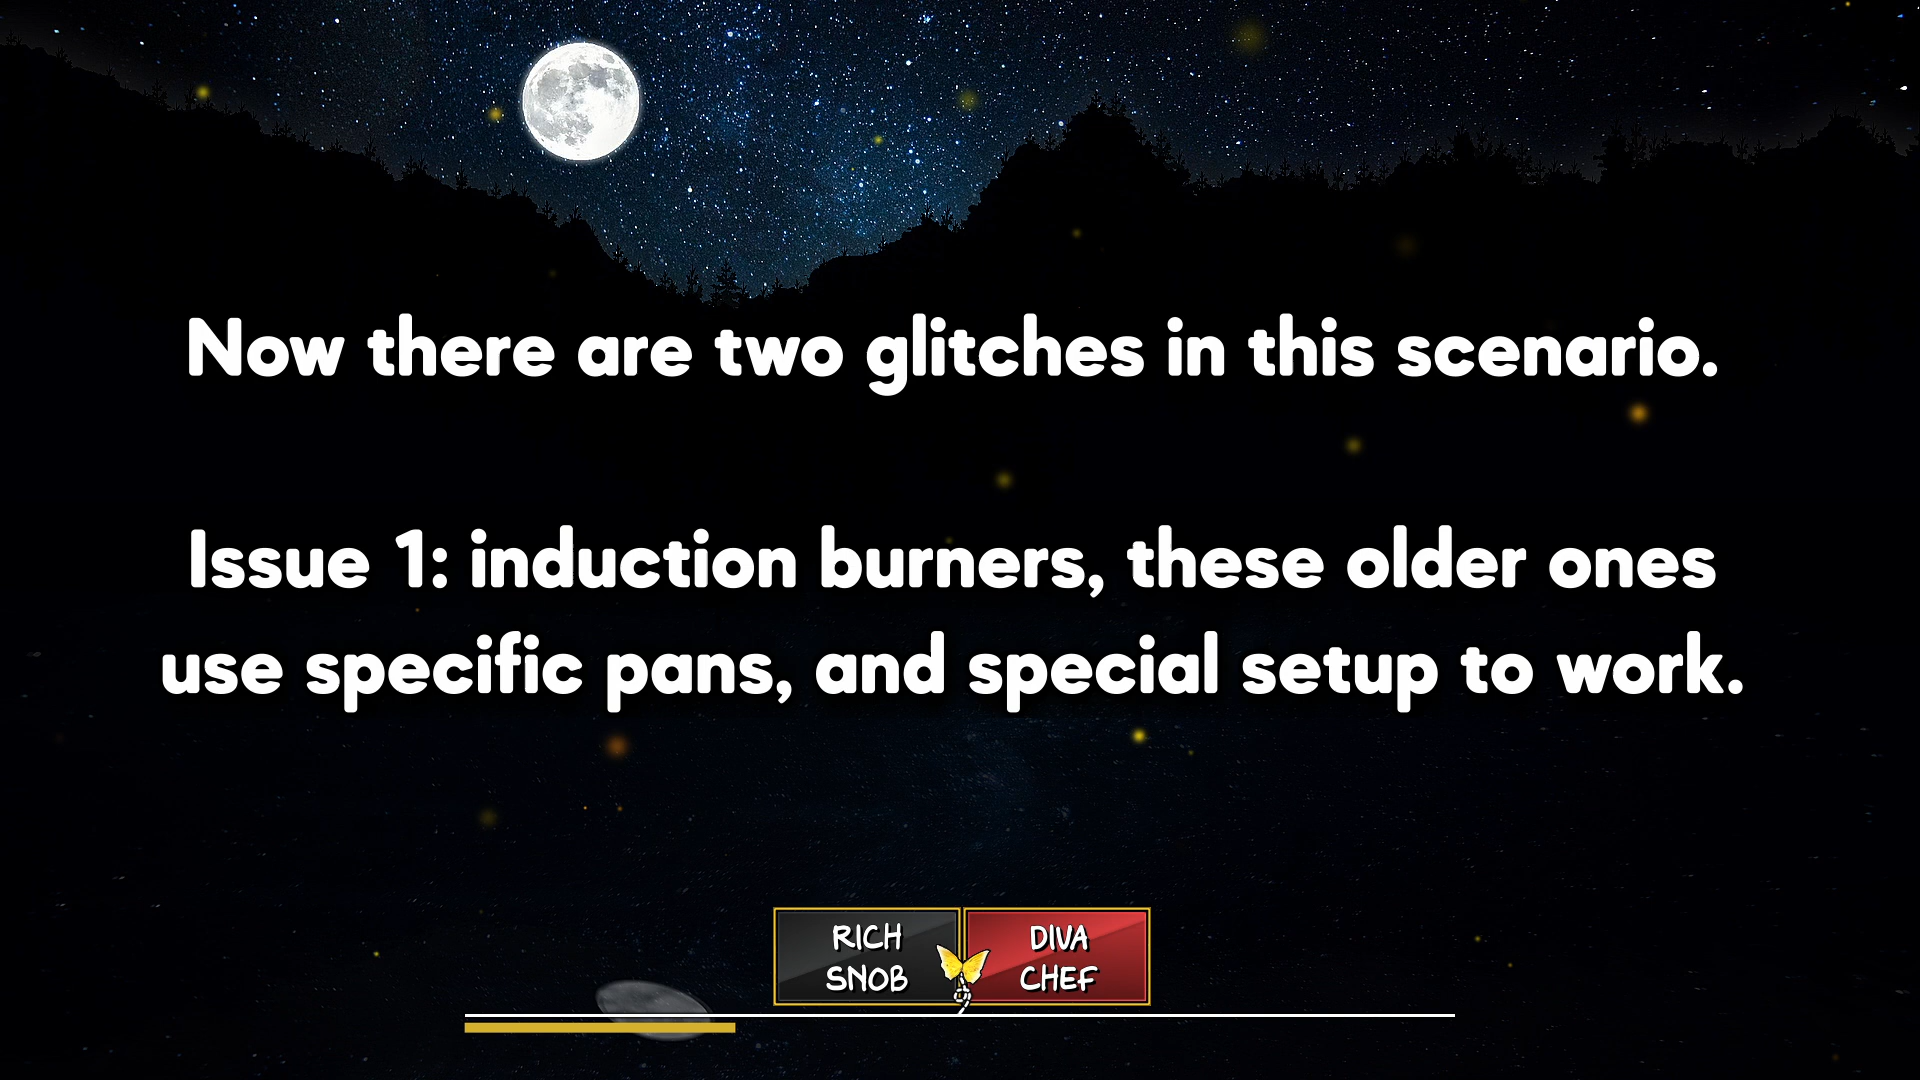 Now there are two glitches in this scenario.
Issue 1: induction burners, these older ones
use specific pans, and special setup to work.
RICH
SNOB
DIVA
CHEF